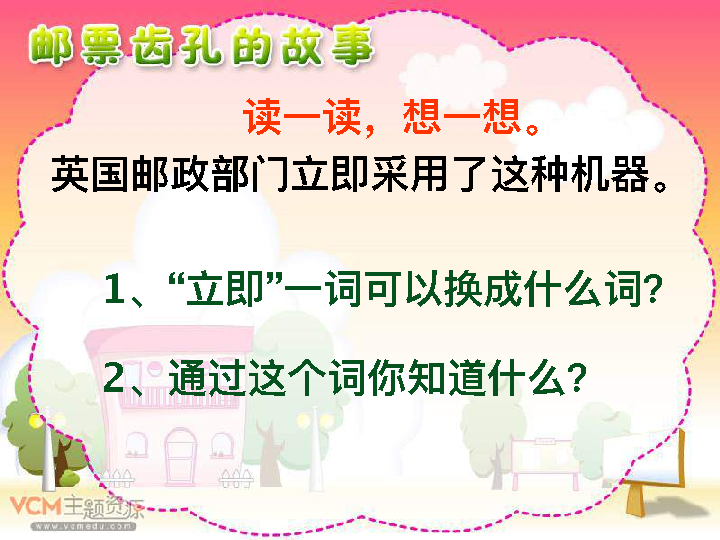 邮票齿孔的故事
读一读，想一想。
英国邮政部门立即采用了这种机器。
1、“立即”一词可以换成什么词？
2、通过这个词你知道什么？
VCM主题资源
www.vcmedu.com